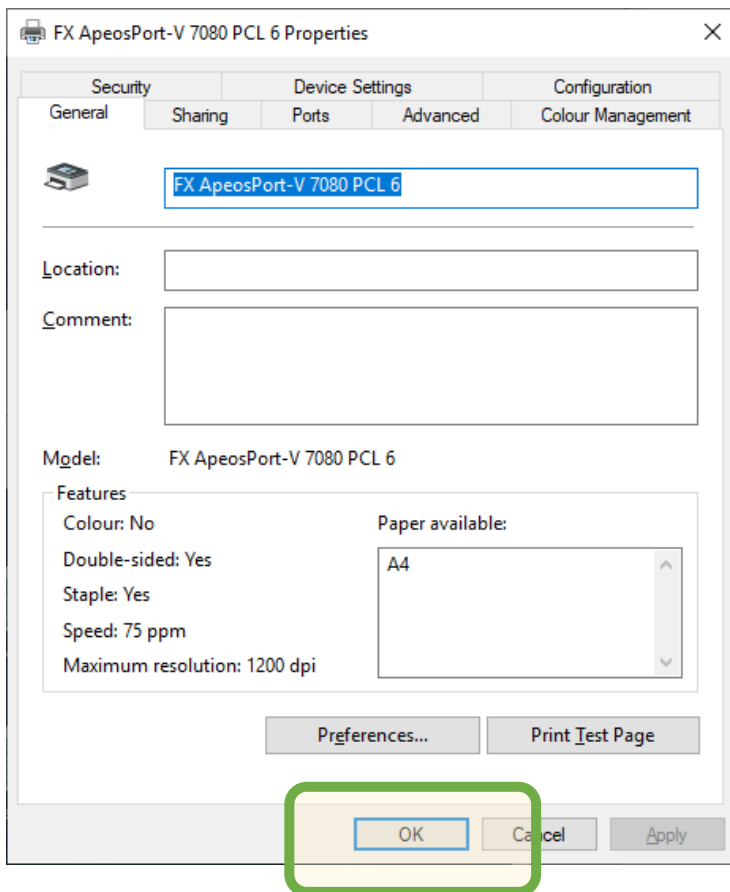 FX ApeosPort-V 7080 PCL 6 Properties
Security Device Settings Configuration
General Sharing Ports Advanced Colour Management
FX ApeosPort-V 7080 PCL 6
Location:
Comment:
Model: FX ApeosPort-V 7080 PCL 6
Features
Colour: No Paper available:
Double-sided: Yes A4
Staple: Yes
Speed: 75 ppm
Maximum resolution: 1200 dpi
Preferences... Print Test Page
OK Cancel Apply